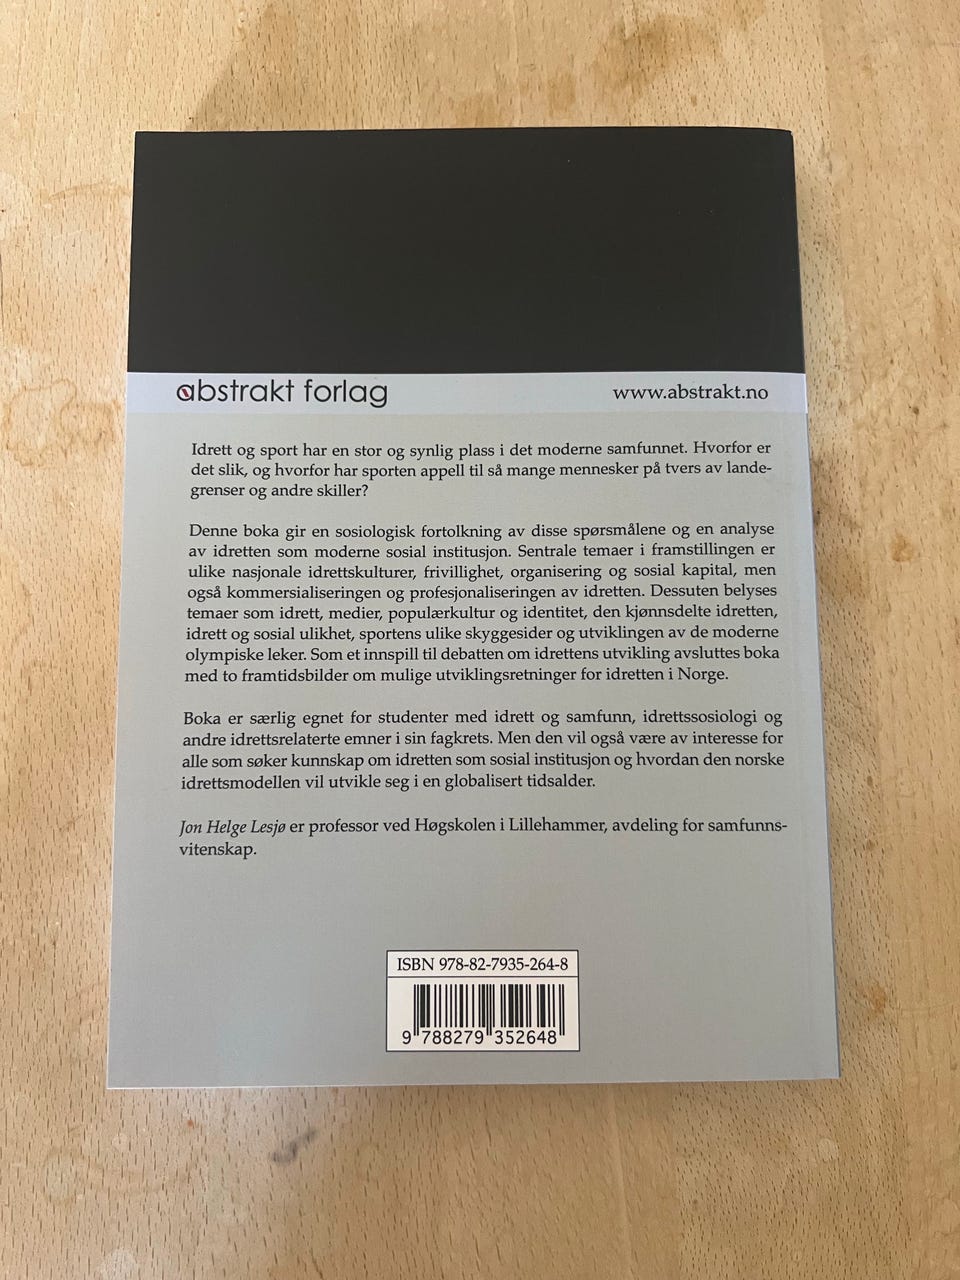 abstrakt forlag
www.abstrakt.no
Idrett og sport har en stor og synlig plass i det moderne samfunnet. Hvorfor er
det slik, og hvorfor har sporten appell til så mange mennesker på tvers av lande-
grenser og andre skiller?
Denne boka gir en sosiologisk fortolkning av disse spørsmålene og en analyse
av idretten som moderne sosial institusjon. Sentrale temaer i framstillingen er
ulike nasjonale idrettskulturer, frivillighet, organisering og sosial kapital, men
også kommersialiseringen og profesjonaliseringen av idretten. Dessuten belyses
temaer som idrett, medier, populærkultur og identitet, den kjønnsdelte idretten,
idrett og sosial ulikhet, sportens ulike skyggesider og utviklingen av de moderne
olympiske leker. Som et innspill til debatten om idrettens utvikling avsluttes boka
med to framtidsbilder om mulige utviklingsretninger for idretten i Norge.
Boka er særlig egnet for studenter med idrett og samfunn, idrettssosiologi og
andre idrettsrelaterte emner i sin fagkrets. Men den vil også være av interesse for
alle som søker kunnskap om idretten som sosial institusjon og hvordan den norske
idrettsmodellen vil utvikle seg i en globalisert tidsalder.
Jon Helge Lesjø er professor ved Høgskolen i Lillehammer, avdeling for samfunns-
vitenskap.
ISBN 978-82-7935-264-8
9 788279 352648